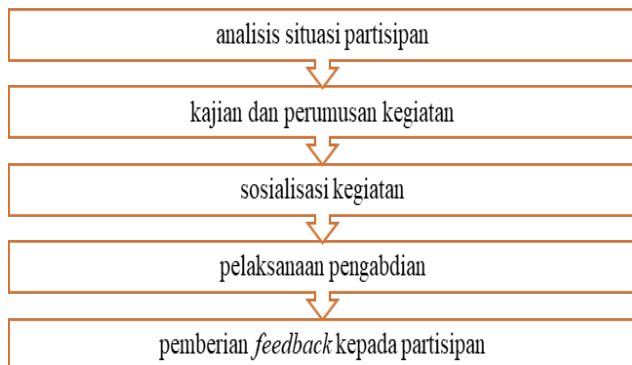 analisis situasi partisipan
kajian dan perumusan kegiatan
sosialisasi kegiatan
pelaksanaan pengabdian
pemberian feedback kepada partisipan